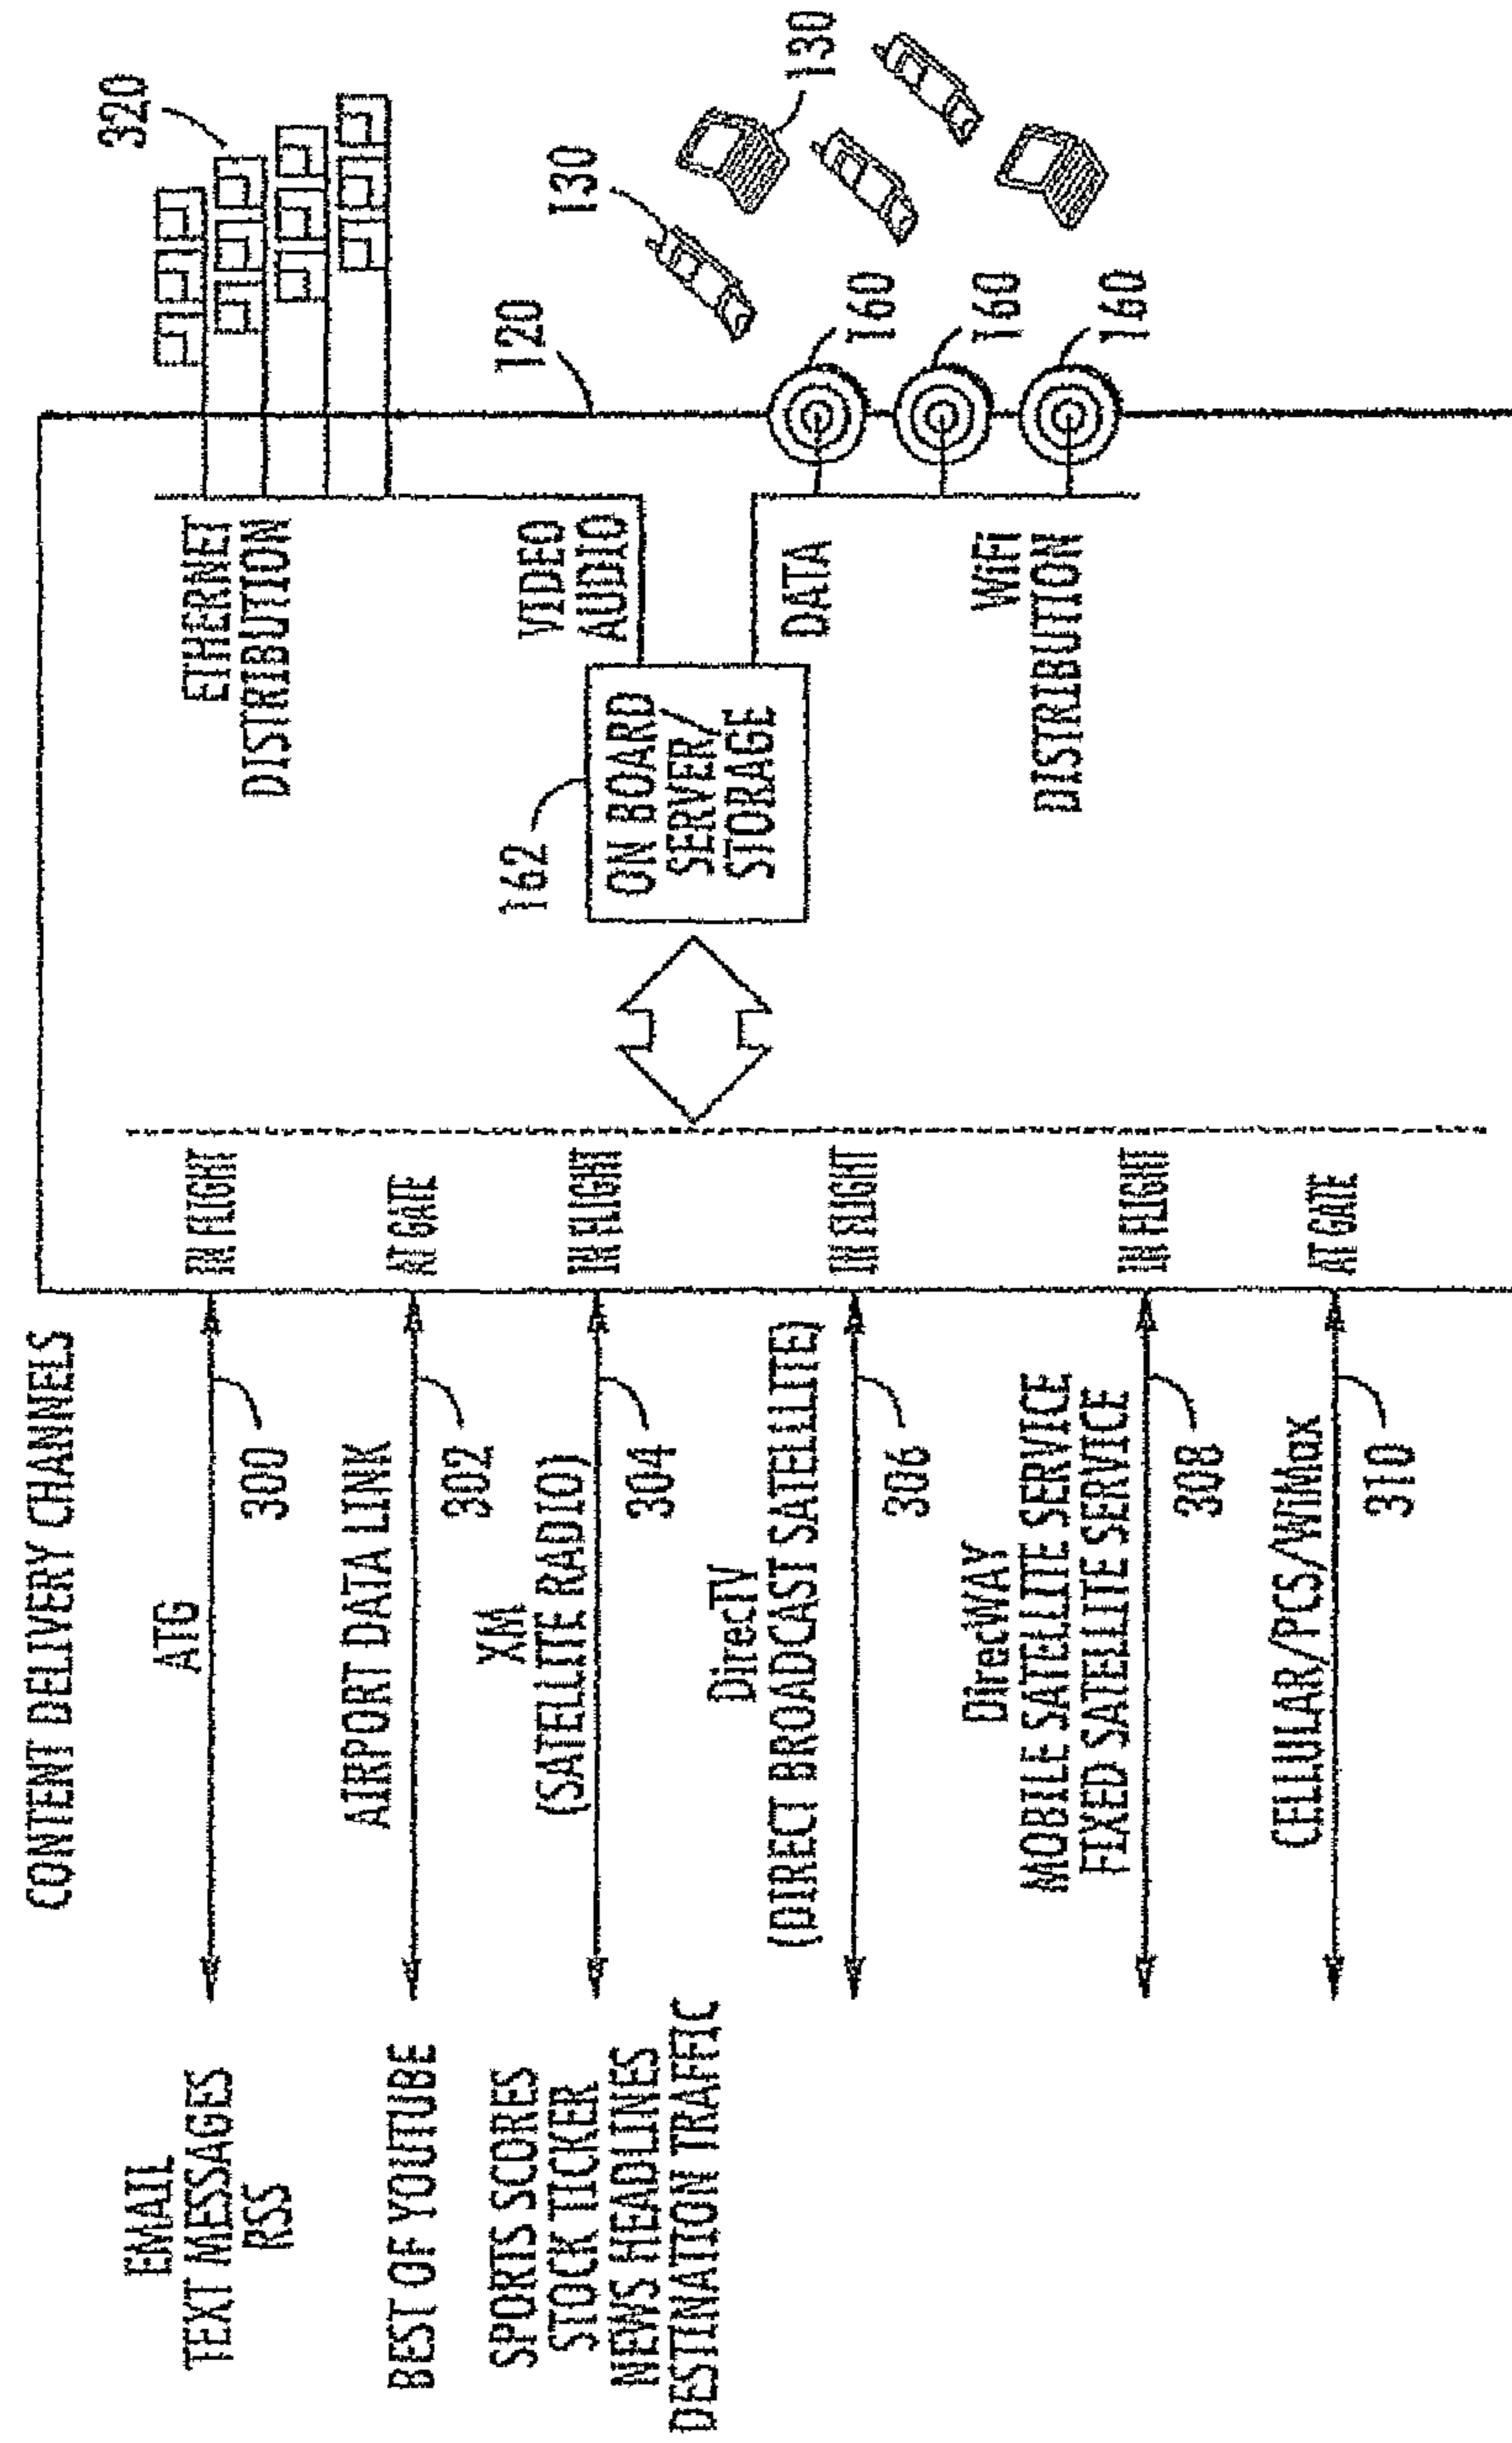 CONTENT DELIVERY CHANNELS
EMAIL
TEXT MESSAGES
RSS
ATG
300
IN FLIGHT
BEST OF YOUTUBE
AIRPORT DATA LINK
302
AT GATE
SPORTS SCORES
STOCK TICKER
NEWS HEADLINES
DESTINATION TRAFFIC
XM
(SATELLITE RADIO)
304
IN FLIGHT
DirecTV
(DIRECT BROADCAST SATELLLITE)
306
IN FLIGHT
DirecWAY
MOBILE SATELLITE SERVICE
FIXED SATELLITE SERVICE
308
IN FLIGHT
CELLULAR/PCS/WiMax
310
AT GATE
162
ON BOARD
SERVER/
STORAGE
ETHERNET
DISTRIBUTION
VIDEO
AUDIO
DATA
WiFi
DISTRIBUTION
320
120
130
130
160
160
160